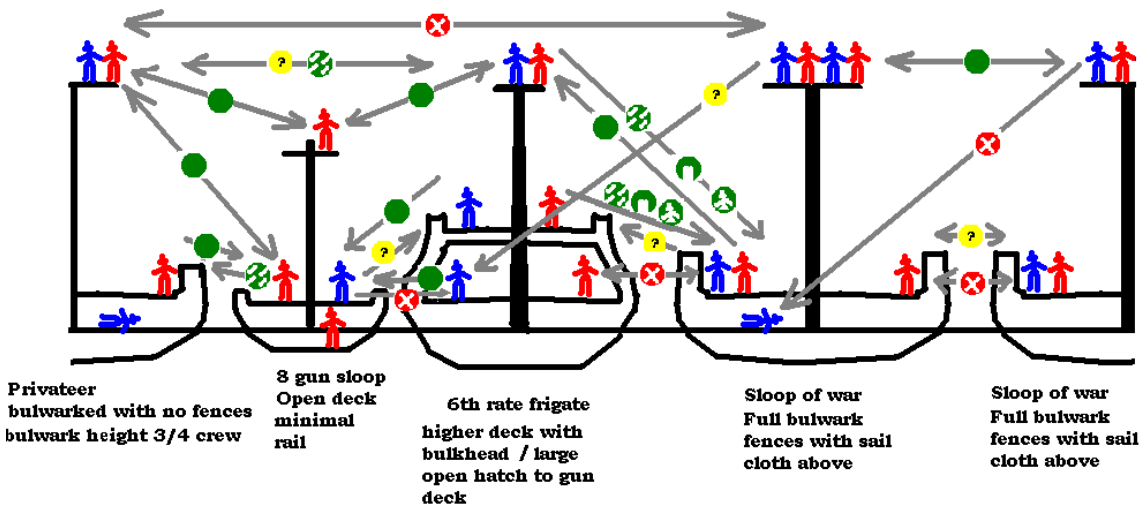 ?
?
?
?
?
Privateer
bulwarked with no fences
bulwark height 3/4 crew
8 gun sloop
Open deck
minimal
rail
6th rate frigate
higher deck with
bulkhead / large
open hatch to gun
deck
Sloop of war
Full bulwark
fences with sail
cloth above
Sloop of war
Full bulwark
fences with sail
cloth above